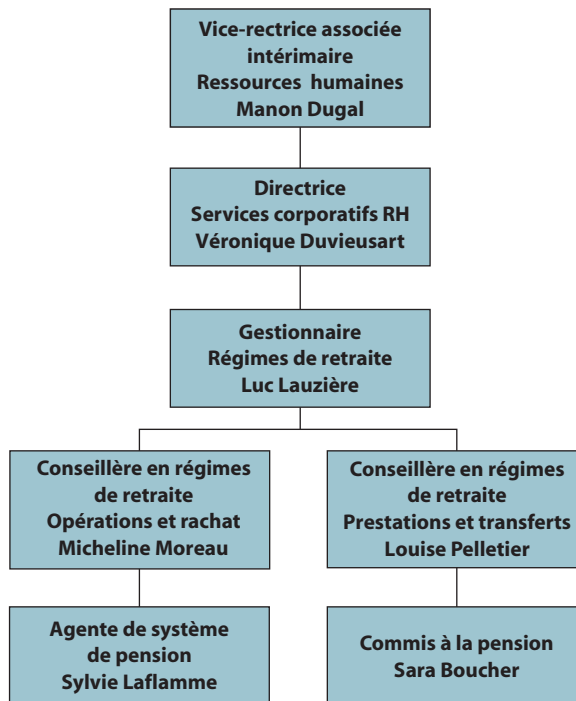 Vice-rectrice associée
intérimaire
Ressources humaines
Manon Dugal
Directrice
Services corporatifs RH
Véronique Duvieusart
Gestionnaire
Régimes de retraite
Luc Lauzière
Conseillère en régimes
de retraite
Opérations et rachat
Micheline Moreau
Conseillère en régimes
de retraite
Prestations et transferts
Louise Pelletier
Agente de système
de pension
Sylvie Laflamme
Commis à la pension
Sara Boucher